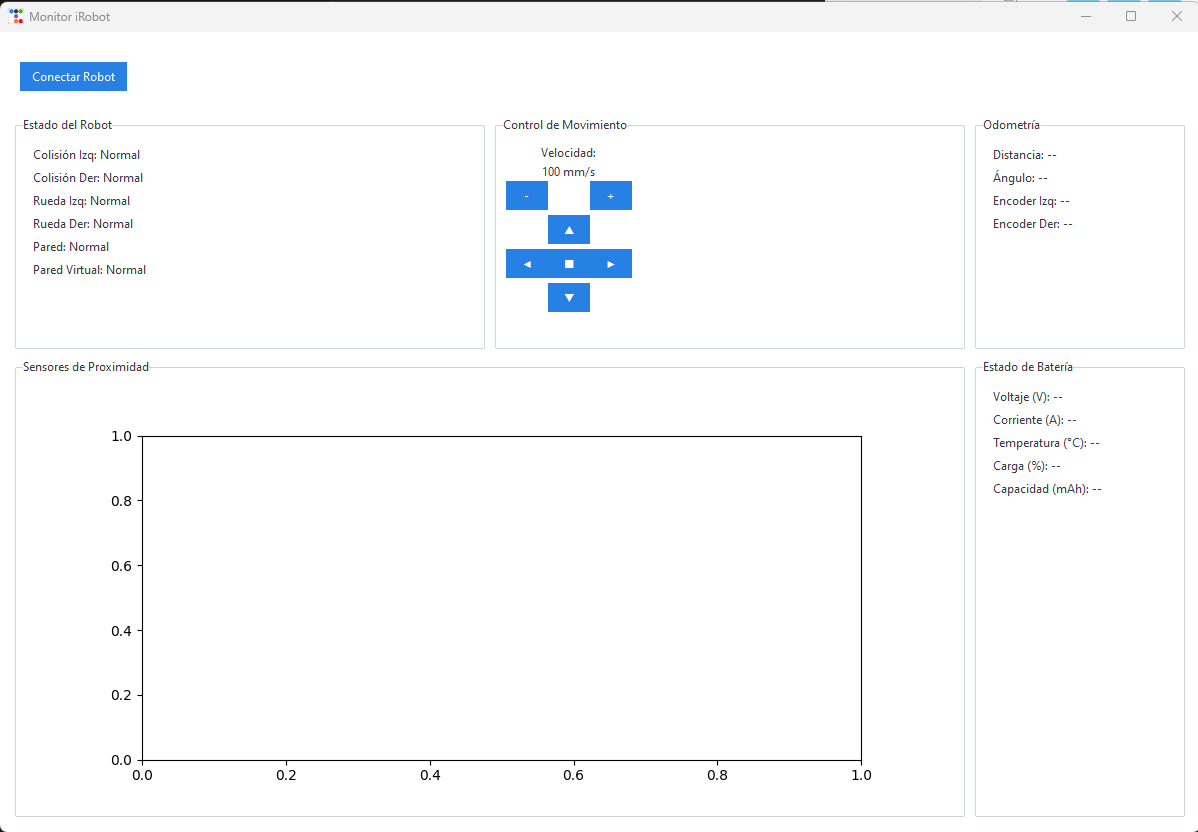 Monitor iRobot
Conectar Robot
Estado del Robot
Colisión Izq: Normal
Colisión Der: Normal
Rueda Izq: Normal
Rueda Der: Normal
Pared: Normal
Pared Virtual: Normal
Control de Movimiento
Velocidad:
100 mm/s
- +
▲
◄ ■ ►
▼
Odometría
Distancia: --
Ángulo: --
Encoder Izq: --
Encoder Der: --
Sensores de Proximidad
1.0
0.8
0.6
0.4
0.2
0.0
0.0 0.2 0.4 0.6 0.8 1.0
Estado de Batería
Voltaje (V): --
Corriente (A): --
Temperatura (°C): --
Carga (%): --
Capacidad (mAh): --